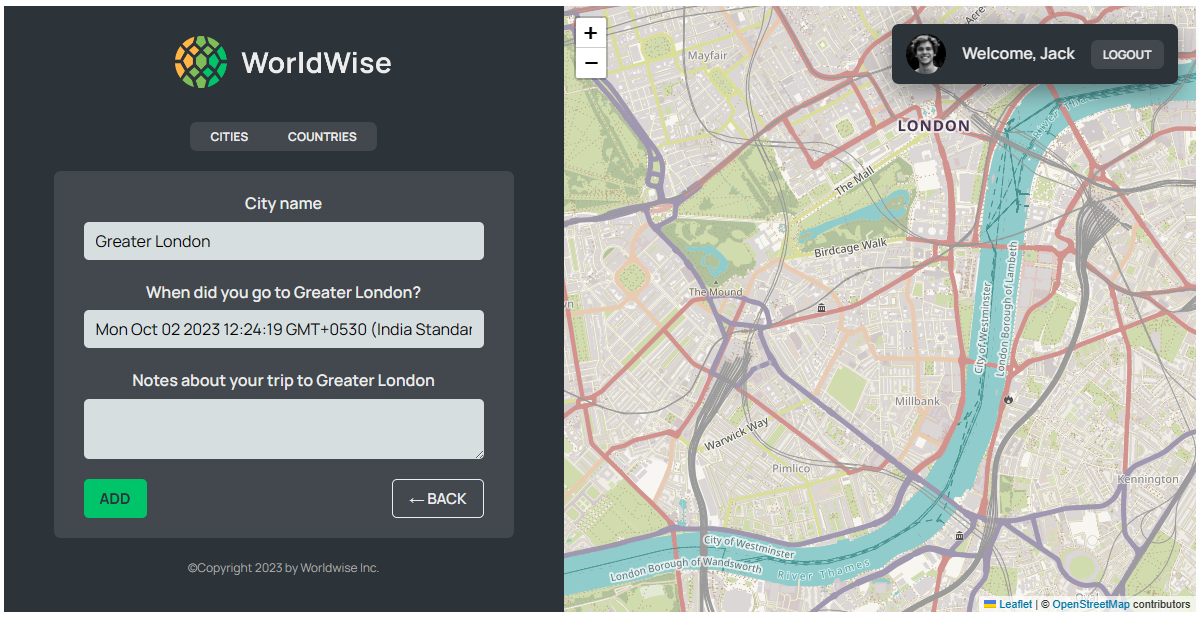 WorldWise
CITIES COUNTRIES
City name
Greater London
When did you go to Greater London?
Mon Oct 02 2023 12:24:19 GMT+0530 (India Standar
Notes about your trip to Greater London
ADD
←BACK
©Copyright 2023 by Worldwise Inc.
+
−
Welcome, Jack
LOGOUT
Mayfair
LONDON
The Mall
Birdcage Walk
The Mound
City of Westminster
London Borough of Lambeth
Millbank
Warwick Way
Pimlico
Kennington
City of Westminster
London Borough of Wandsworth
River Thames
Leaflet | © OpenStreetMap contributors